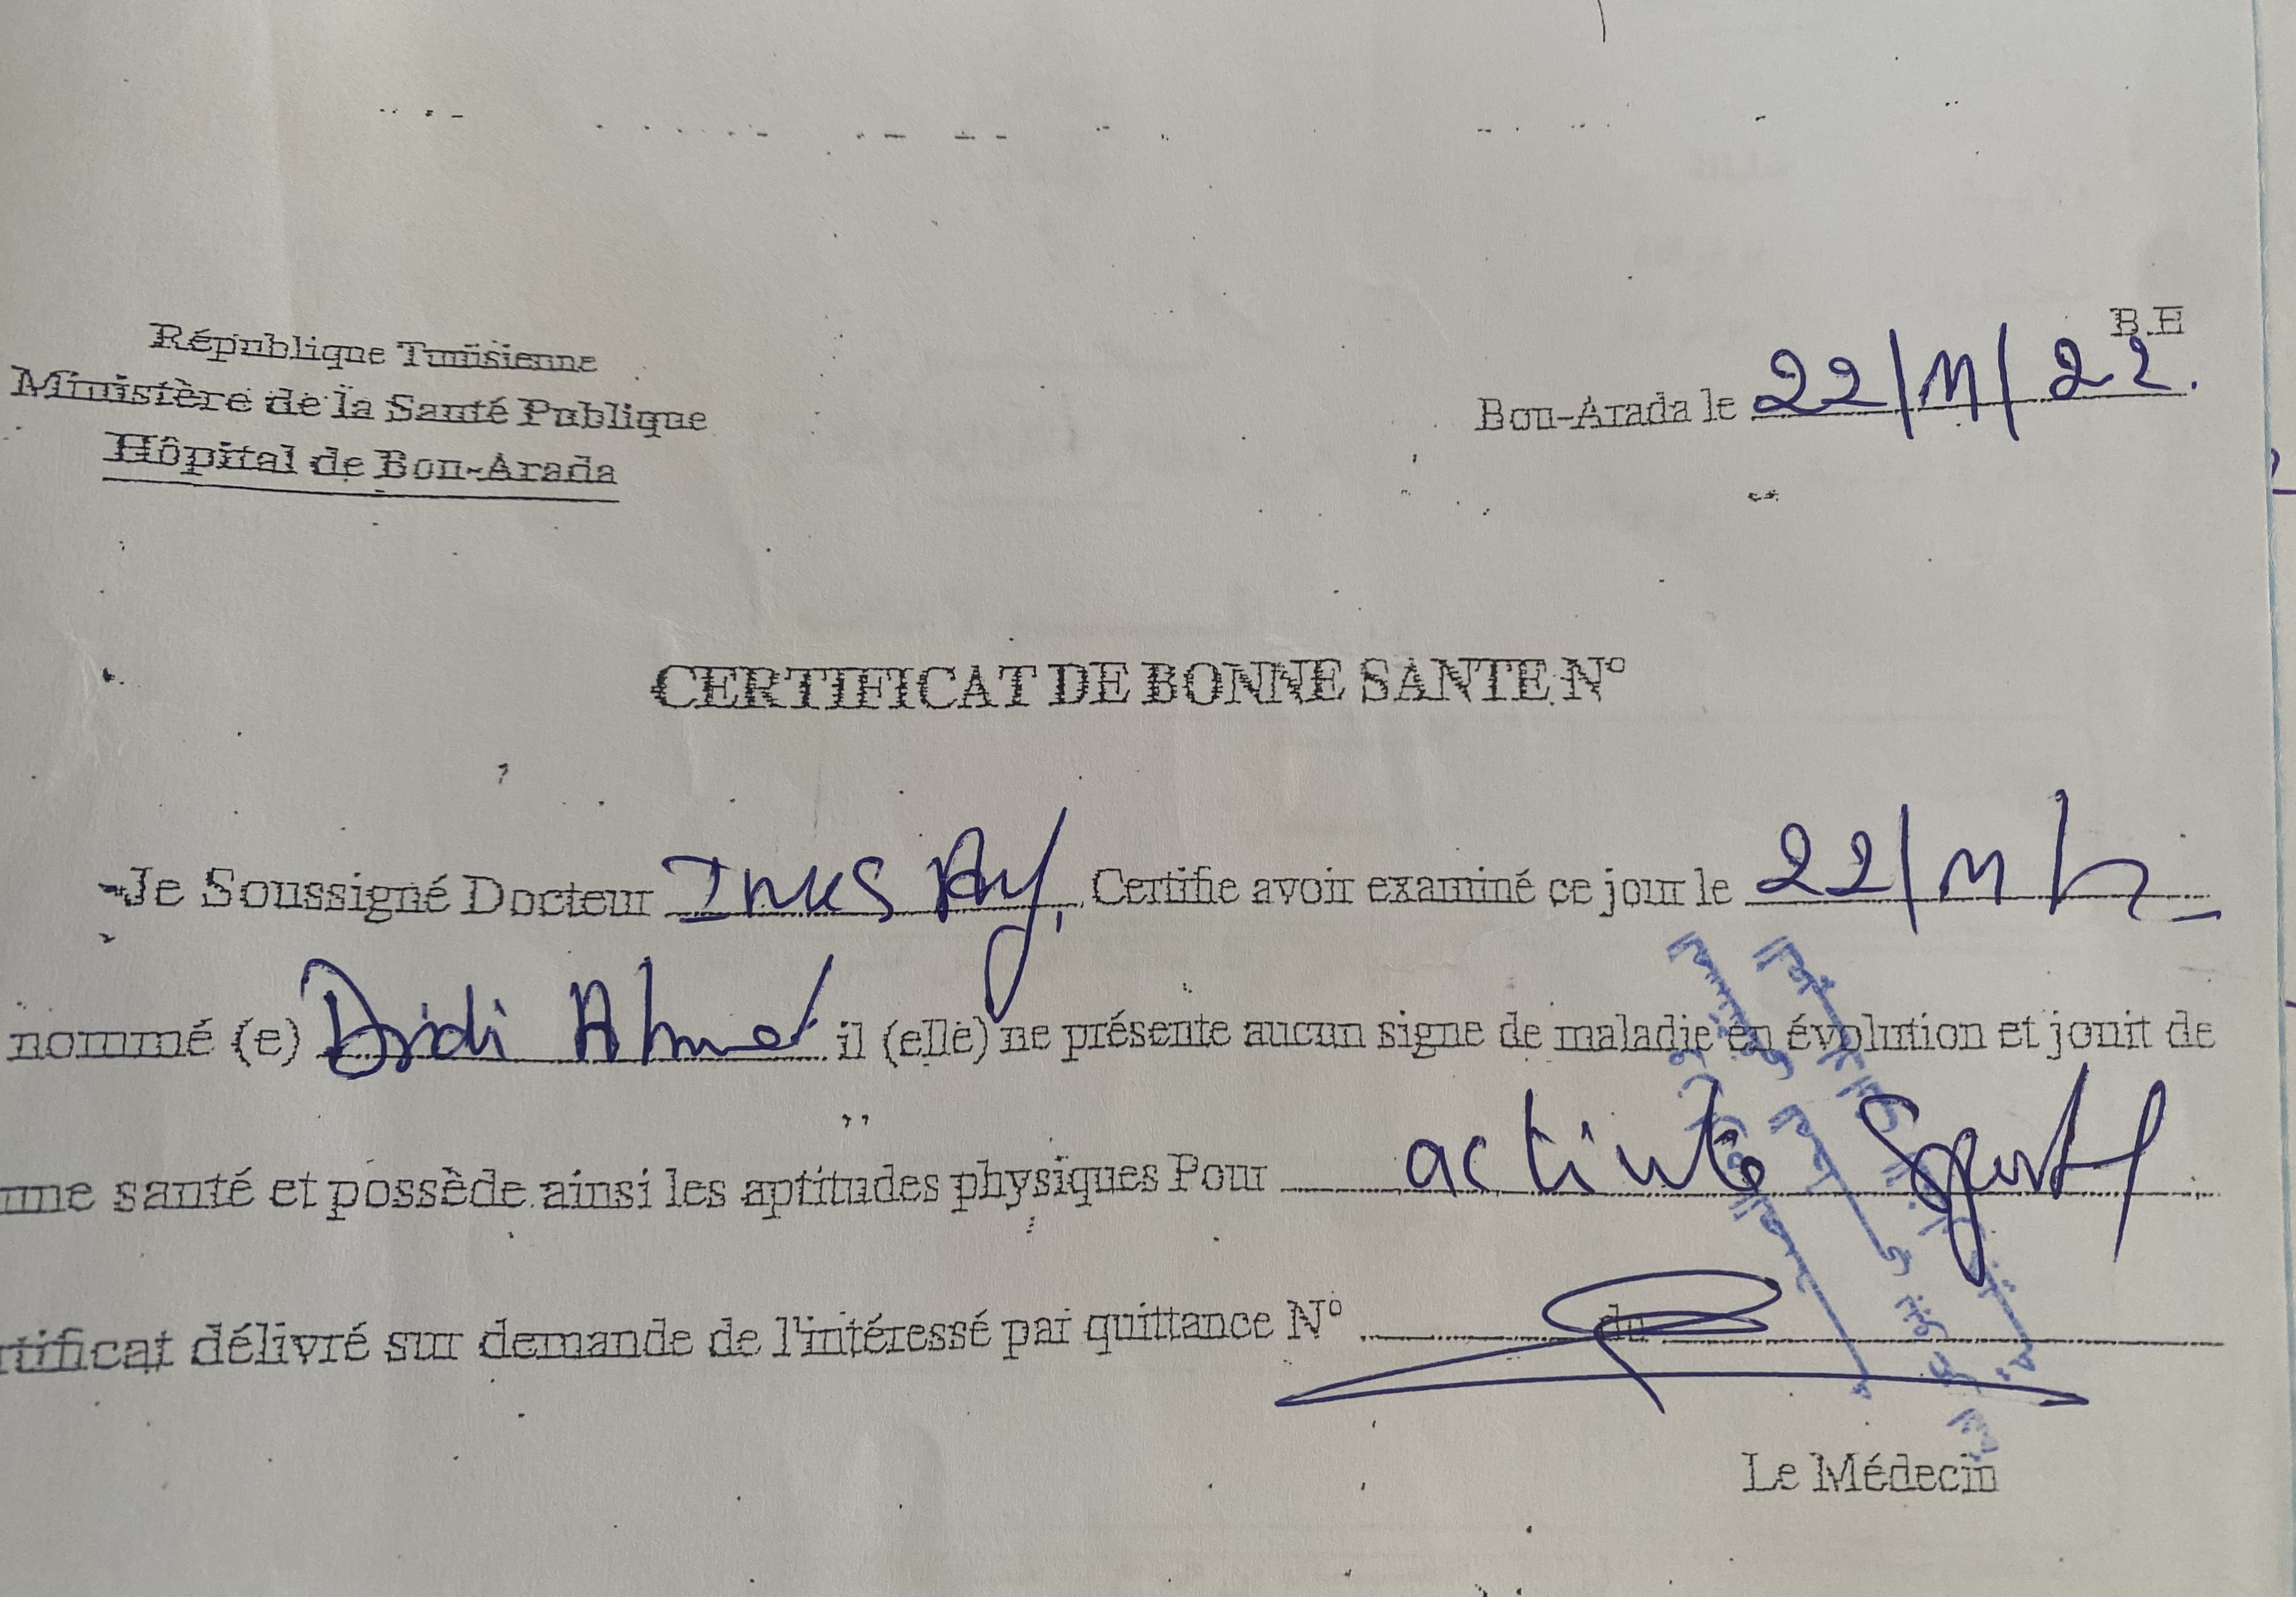 République Tunisienne
Ministère de la Santé Publique
Hôpital de Bou-Arada
B.H
Bou-Arada le 22/11/22.
CERTIFICAT DE BONNE SANTE N°
Je Soussigné Docteur Certifie avoir examiné ce jour le 22/11/
nommé (e) Dridi Ahmed il (elle) ne présente aucun signe de maladie en évolution et jouit de
nne santé et possède ainsi les aptitudes physiques Pour activité Sportif
rtificat délivré sur demande de l'intéressé par quittance N° du
Le Médecin